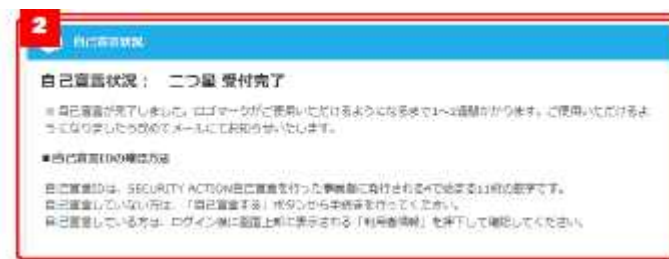 2
自己宣言状況
自己宣言状況： 二つ星 受付完了
※自己宣言が完了しました。ロゴマークがご使用いただけるようになるまで1～2週間かかります。ご使用いただけるよ
うになりましたら改めてメールにてお知らせいたします。
■自己宣言IDの確認方法
自己宣言IDは、SECURITY ACTION自己宣言を行った事業者に発行される4で始まる11桁の数字です。
自己宣言していない方は、「自己宣言する」ボタンから手続きを行ってください。
自己宣言している方は、ログイン後に画面上部に表示される「利用者情報」を押下して確認してください。